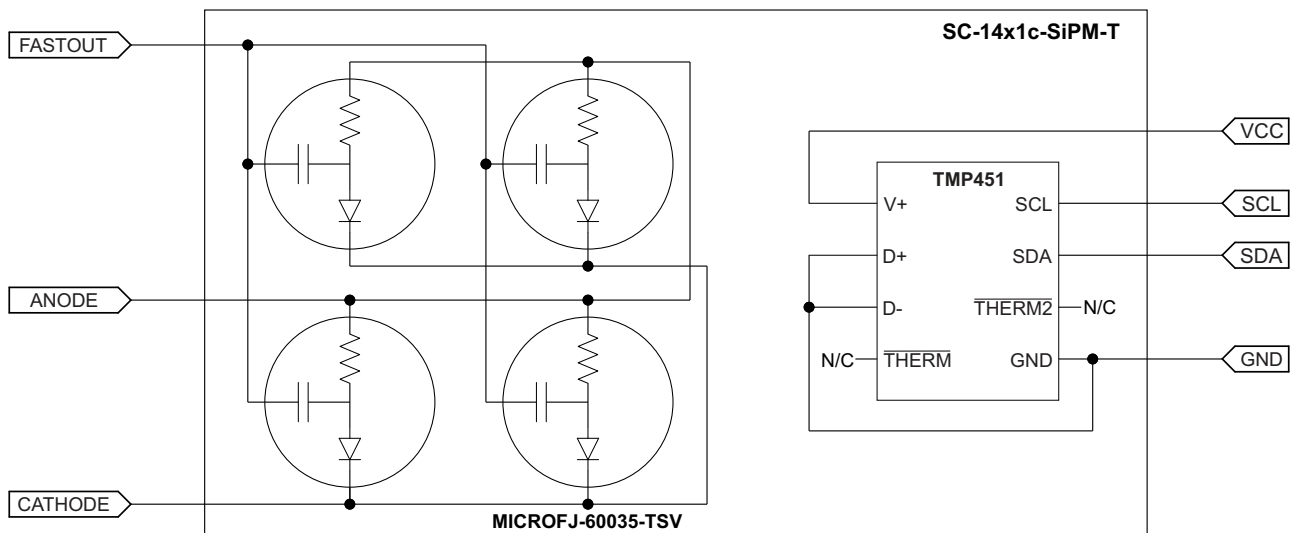 SC-14x1c-SiPM-T
FASTOUT
ANODE
CATHODE
MICROFJ-60035-TSV
TMP451
V+
SCL
D+
SDA
D-
THERM2
N/C
N/C
THERM
GND
VCC
SCL
SDA
GND